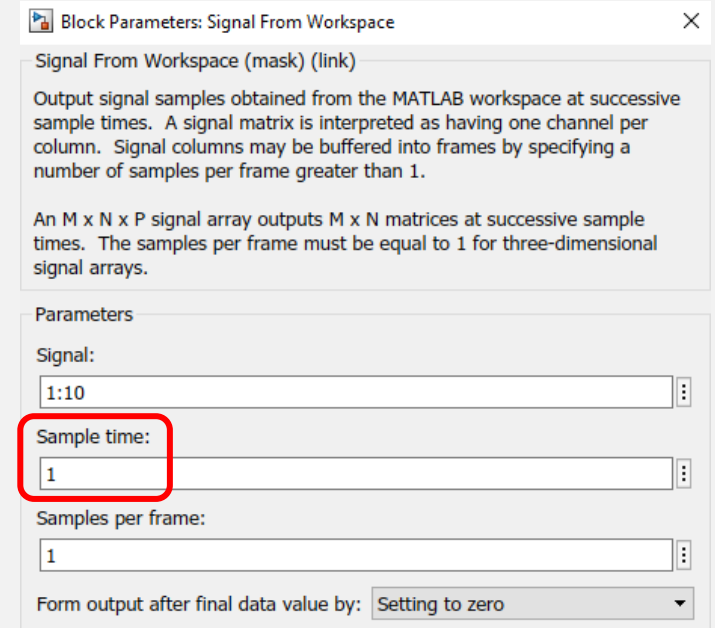 Block Parameters: Signal From Workspace
Signal From Workspace (mask) (link)
Output signal samples obtained from the MATLAB workspace at successive
sample times.  A signal matrix is interpreted as having one channel per
column.  Signal columns may be buffered into frames by specifying a
number of samples per frame greater than 1.
An M x N x P signal array outputs M x N matrices at successive sample
times.  The samples per frame must be equal to 1 for three-dimensional
signal arrays.
Parameters
Signal:
1:10
Sample time:
1
Samples per frame:
1
Form output after final data value by: Setting to zero